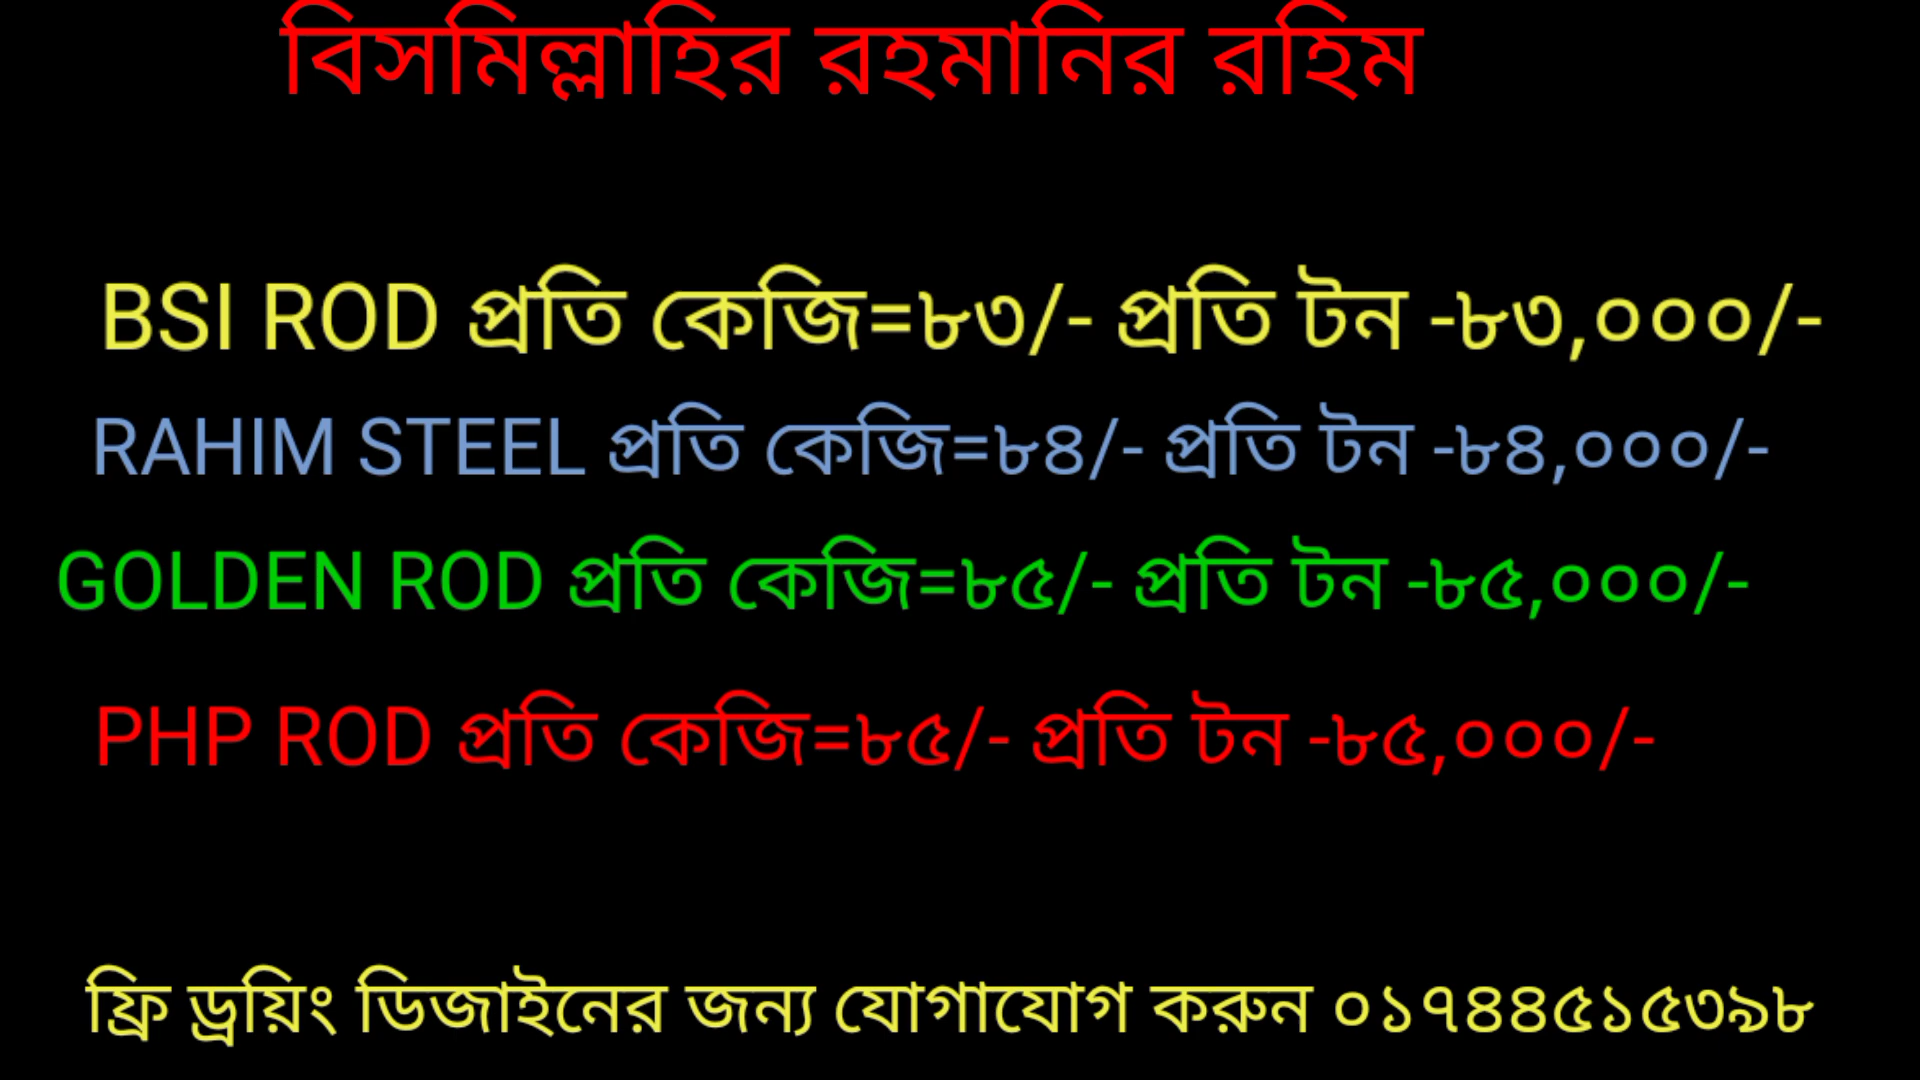 বিসমিল্লাহির রহমানির রহিম
BSI ROD প্রতি কেজি=৮৩/- প্রতি টন -৮৩,০০০/-
RAHIM STEEL প্রতি কেজি=৮৪/- প্রতি টন -৮৪,০০০/-
GOLDEN ROD প্রতি কেজি=৮৫/- প্রতি টন -৮৫,০০০/-
PHP ROD প্রতি কেজি=৮৫/- প্রতি টন -৮৫,০০০/-
ফ্রি ড্রয়িং ডিজাইনের জন্য যোগাযোগ করুন ০১৭৪৪৫১৫৩৯৮